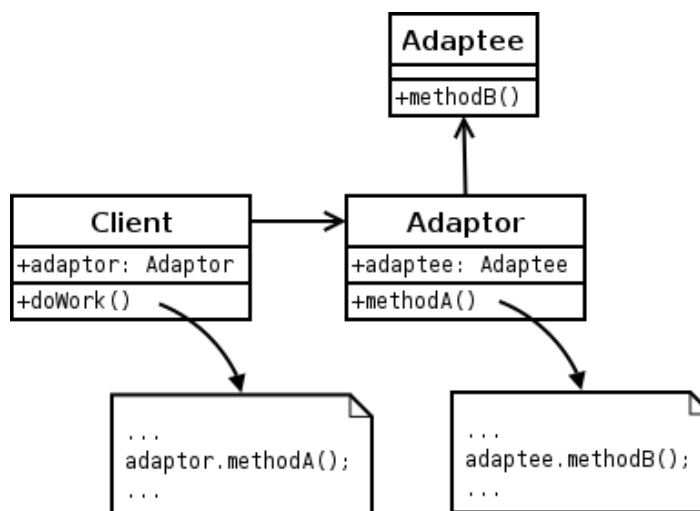 Adaptee
+methodB()
Client
+adaptor: Adaptor
+doWork()
Adaptor
+adaptee: Adaptee
+methodA()
...
adaptor.methodA();
...
...
adaptee.methodB();
...